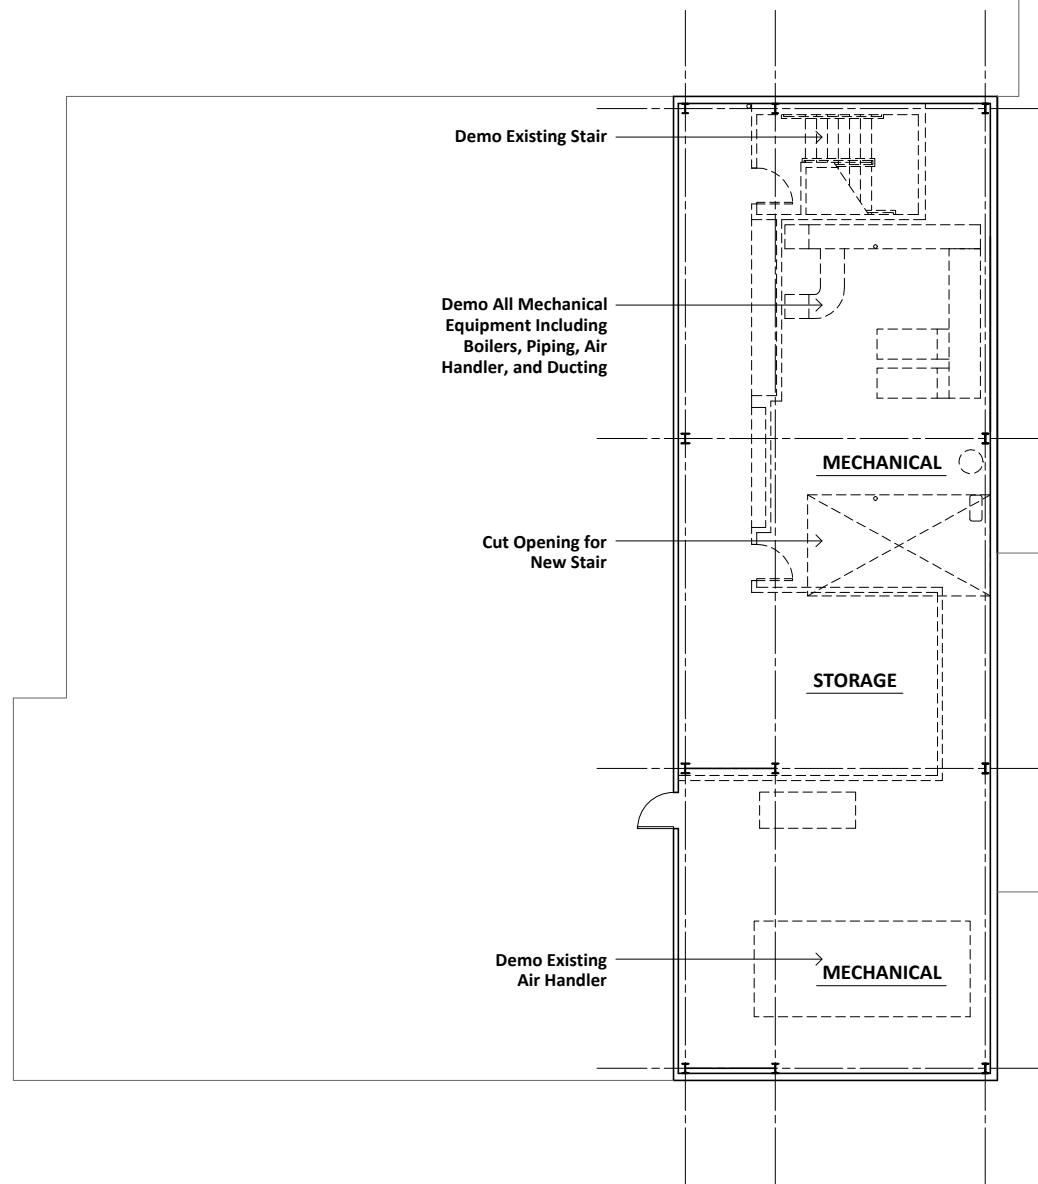 Demo Existing Stair
Demo All Mechanical
Equipment Including
Boilers, Piping, Air
Handler, and Ducting
MECHANICAL
Cut Opening for
New Stair
STORAGE
Demo Existing
Air Handler
MECHANICAL